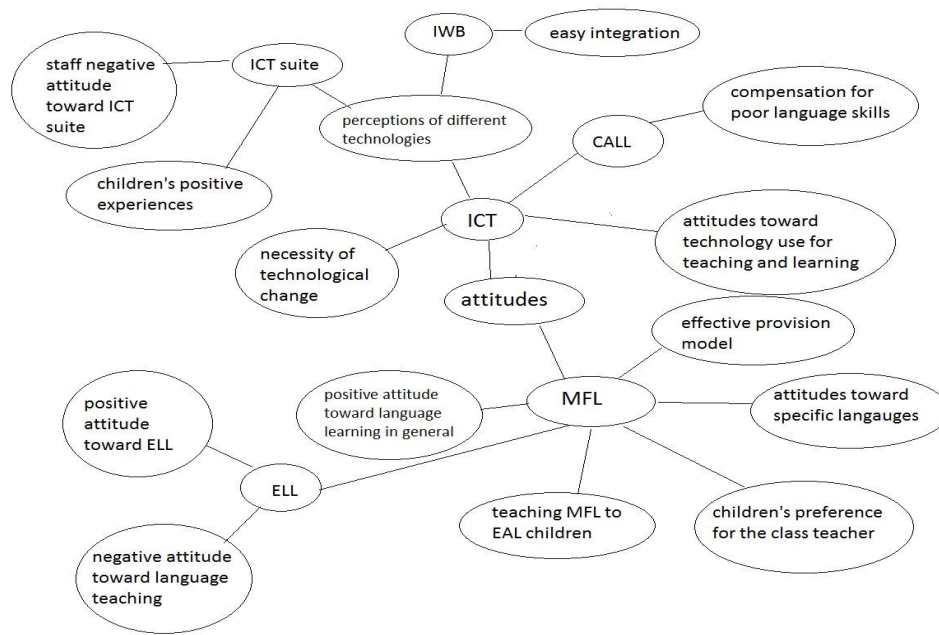 IWB
easy integration
staff negative
attitude
toward ICT
suite
ICT suite
perceptions of different
technologies
compensation for
poor language skills
CALL
children's positive
experiences
ICT
attitudes toward
technology use for
teaching and learning
necessity of
technological
change
attitudes
effective provision
model
positive
attitude
toward ELL
positive attitude
toward language
learning in general
MFL
attitudes toward
specific langauges
ELL
teaching MFL to
EAL children
children's preference
for the class teacher
negative attitude
toward language
teaching